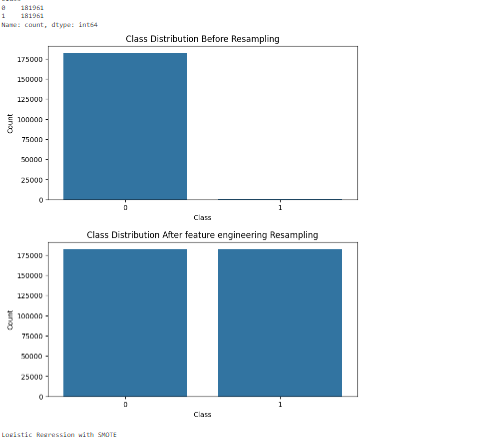 0    181961
1    181961
Name: count, dtype: int64
Class Distribution Before Resampling
175000
150000
125000
100000
75000
50000
25000
0
Count
0 1
Class
Class Distribution After feature engineering Resampling
175000
150000
125000
100000
75000
50000
25000
0
Count
0 1
Class
Logistic Regression with SMOTE